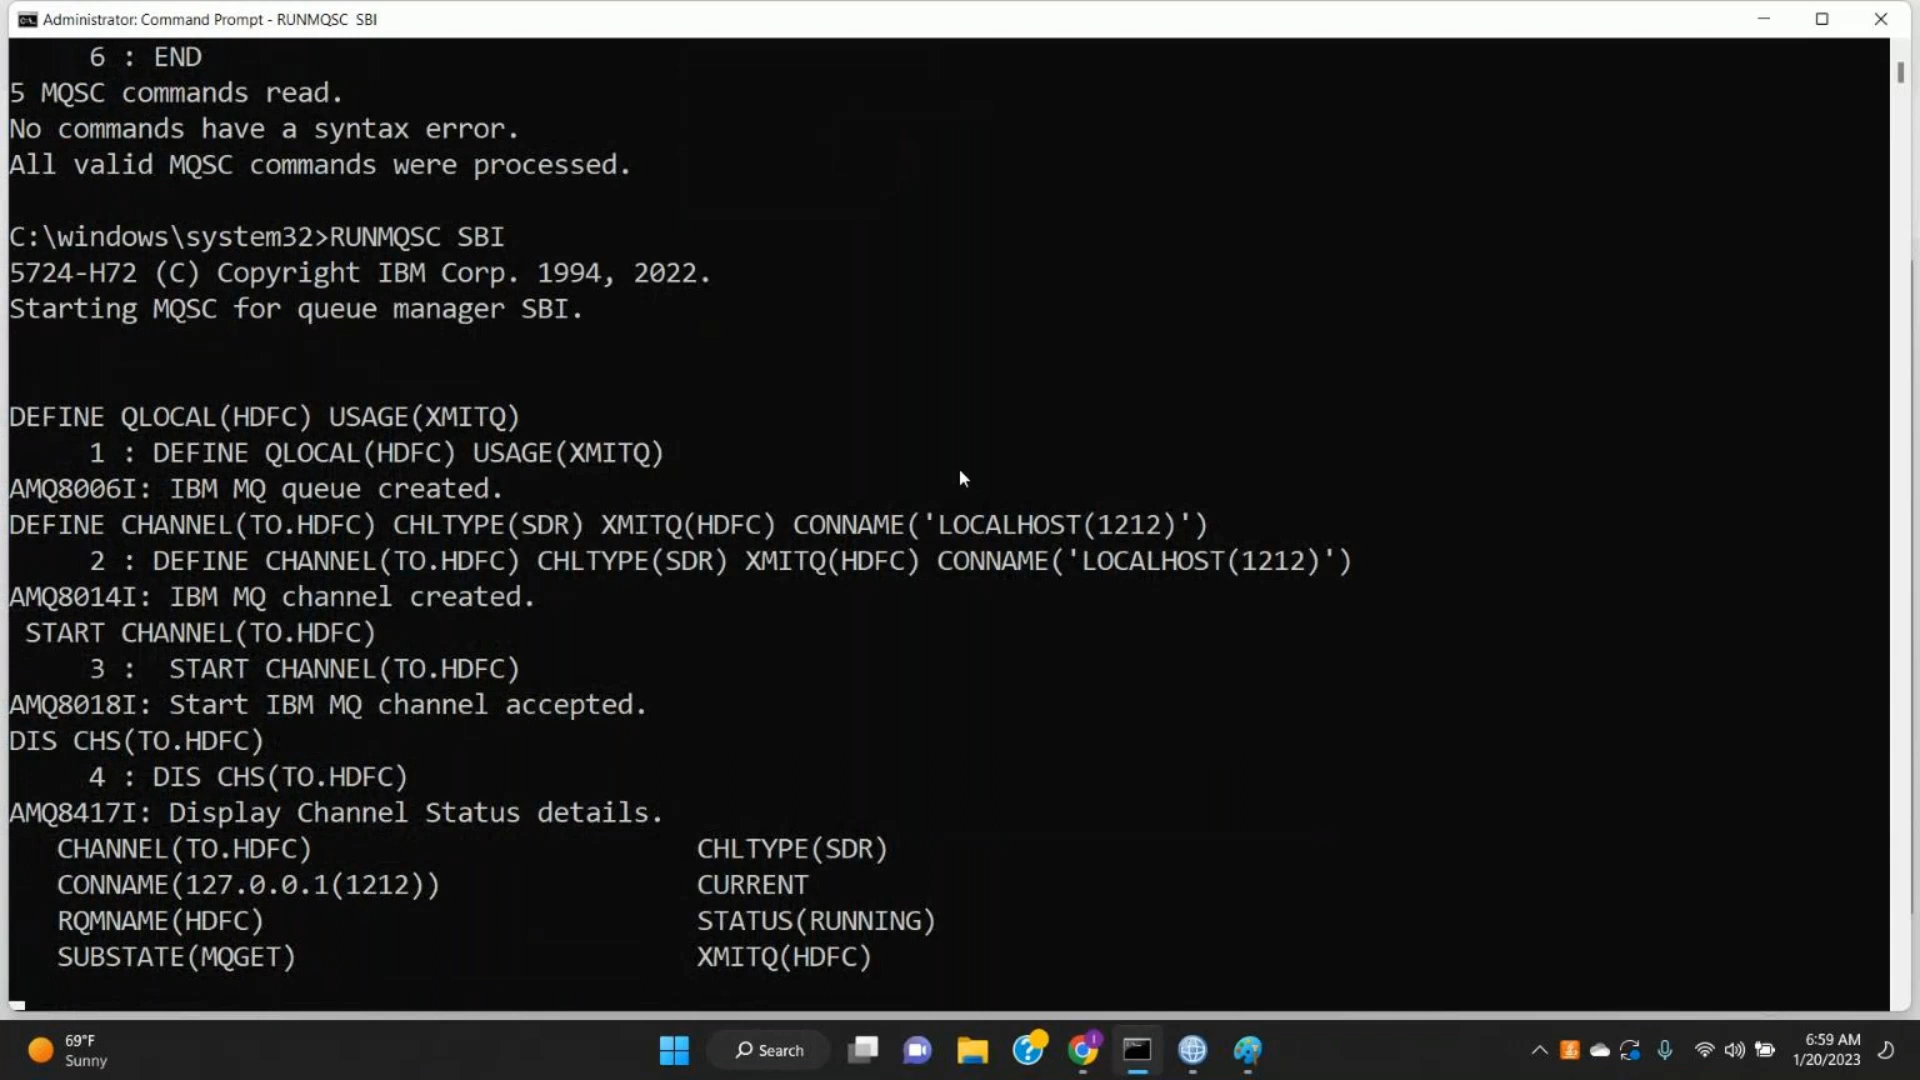 Administrator: Command Prompt - RUNMQSC  SBI
6 : END
5 MQSC commands read.
No commands have a syntax error.
All valid MQSC commands were processed.
C:\windows\system32>RUNMQSC SBI
5724-H72 (C) Copyright IBM Corp. 1994, 2022.
Starting MQSC for queue manager SBI.
DEFINE QLOCAL(HDFC) USAGE(XMITQ)
1 : DEFINE QLOCAL(HDFC) USAGE(XMITQ)
AMQ8006I: IBM MQ queue created.
DEFINE CHANNEL(TO.HDFC) CHLTYPE(SDR) XMITQ(HDFC) CONNAME('LOCALHOST(1212)')
2 : DEFINE CHANNEL(TO.HDFC) CHLTYPE(SDR) XMITQ(HDFC) CONNAME('LOCALHOST(1212)')
AMQ8014I: IBM MQ channel created.
START CHANNEL(TO.HDFC)
3 :  START CHANNEL(TO.HDFC)
AMQ8018I: Start IBM MQ channel accepted.
DIS CHS(TO.HDFC)
4 : DIS CHS(TO.HDFC)
AMQ8417I: Display Channel Status details.
CHANNEL(TO.HDFC) CHLTYPE(SDR)
CONNAME(127.0.0.1(1212)) CURRENT
RQMNAME(HDFC) STATUS(RUNNING)
SUBSTATE(MQGET) XMITQ(HDFC)
69°F
Sunny
Search
6:59 AM
1/20/2023